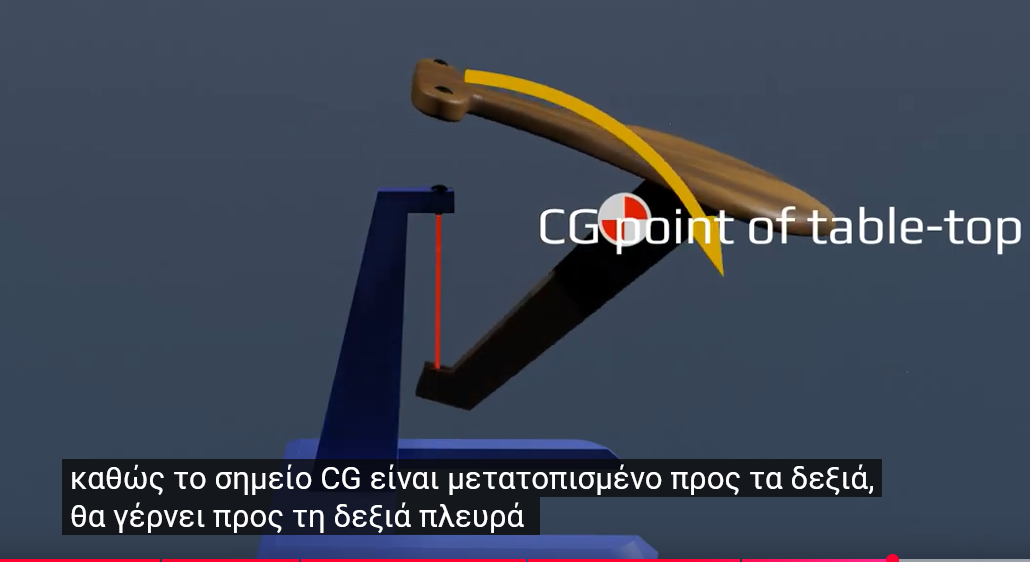 CG point of table-top
καθώς το σημείο CG είναι μετατοπισμένο προς τα δεξιά,
θα γέρνει προς τη δεξιά πλευρά